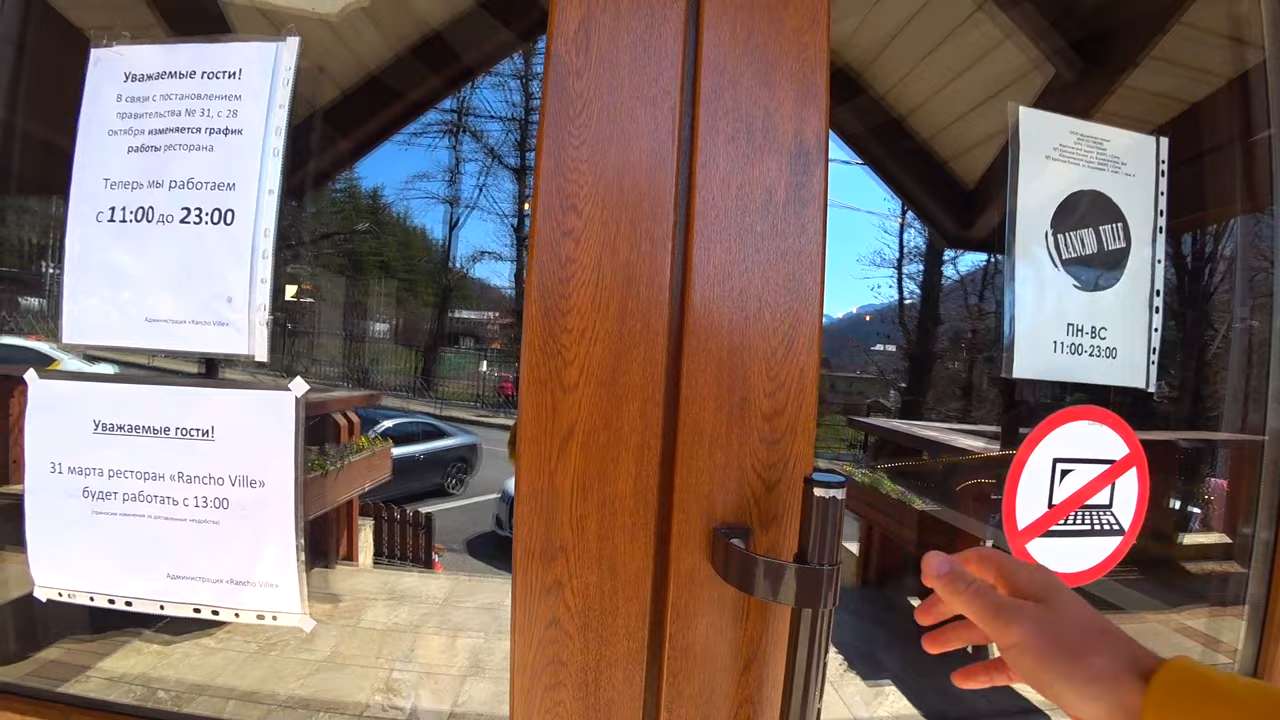 Уважаемые гости!
В связи с постановлением
правительства № 31, с 28
октября изменяется график
работы ресторана
Теперь мы работаем
с 11:00 до 23:00
Администрация «Rancho Ville»
Уважаемые гости!
31 марта ресторан «Rancho Ville»
будет работать с 13:00
(приносим извинения за доставленные неудобства)
Администрация «Rancho Ville»
RANCHO VILLE
ПН-ВС
11:00-23:00